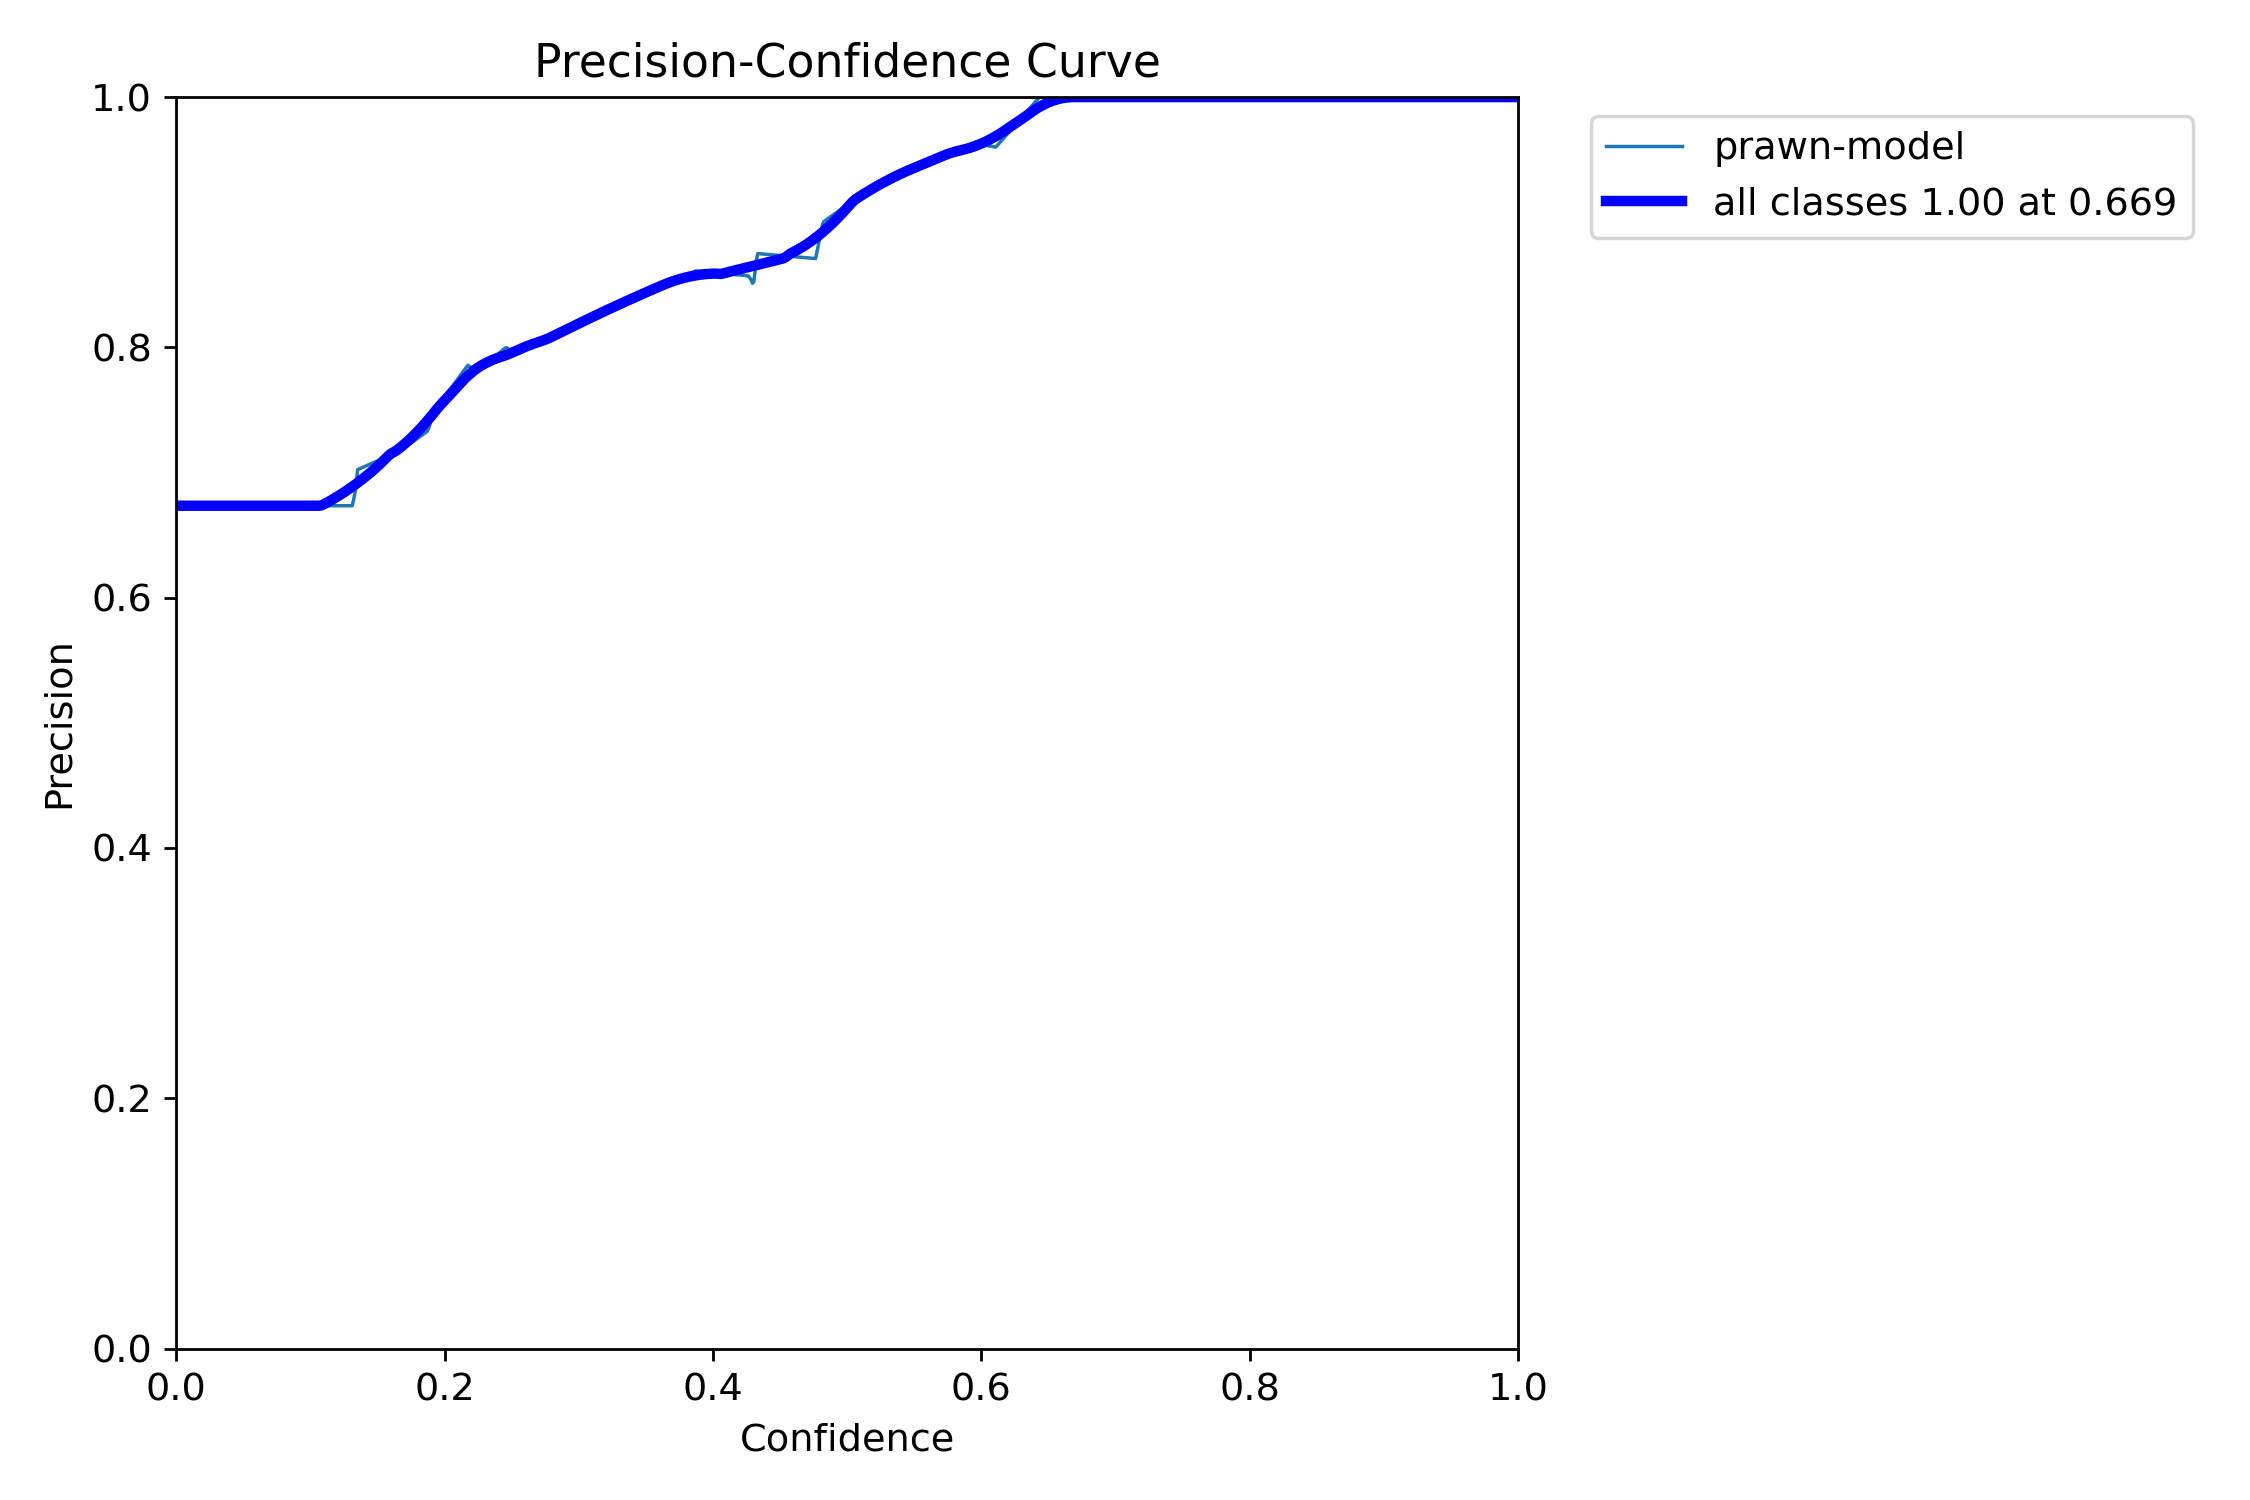 Precision-Confidence Curve
1.0
0.8
0.6
0.4
0.2
0.0
Precision
0.0 0.2 0.4 0.6 0.8 1.0
Confidence
prawn-model
all classes 1.00 at 0.669